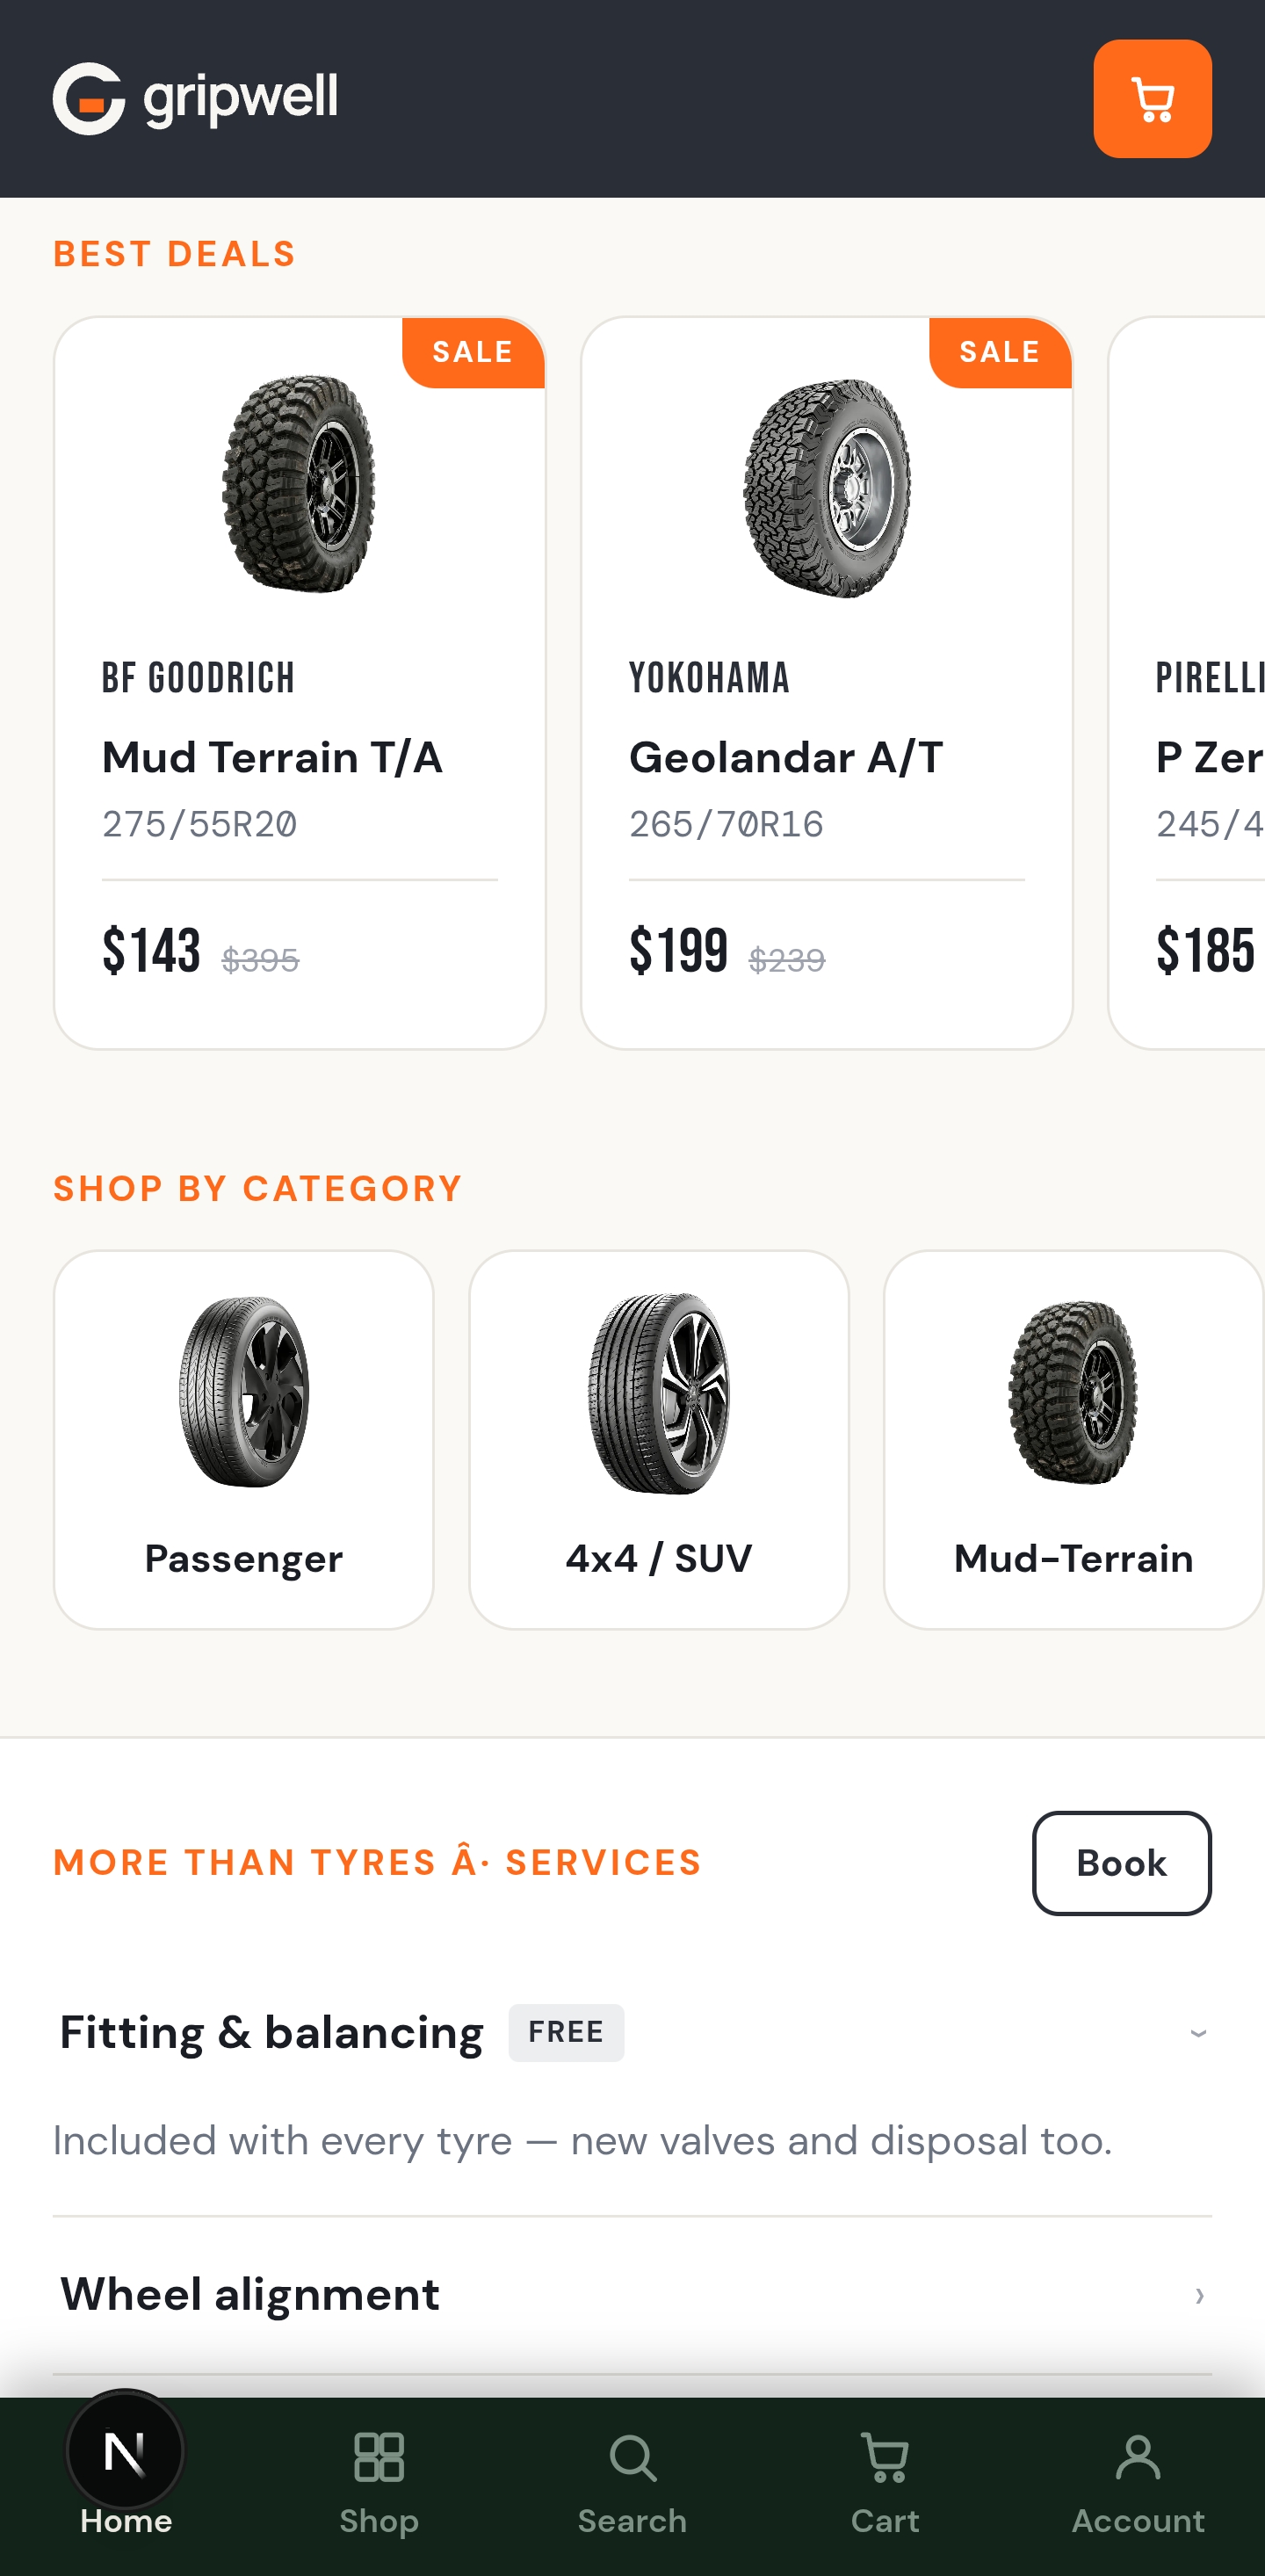 gripwell
BEST DEALS
SALE
SALE
BF GOODRICH
YOKOHAMA
PIRELLI
Mud Terrain T/A
Geolandar A/T
P Zer
275/55R20
265/70R16
245/4
$143 $395
$199 $239
$185
SHOP BY CATEGORY
Passenger
4x4 / SUV
Mud-Terrain
MORE THAN TYRES Â· SERVICES
Book
Fitting & balancing FREE
Included with every tyre — new valves and disposal too.
Wheel alignment
N
Home
Shop
Search
Cart
Account